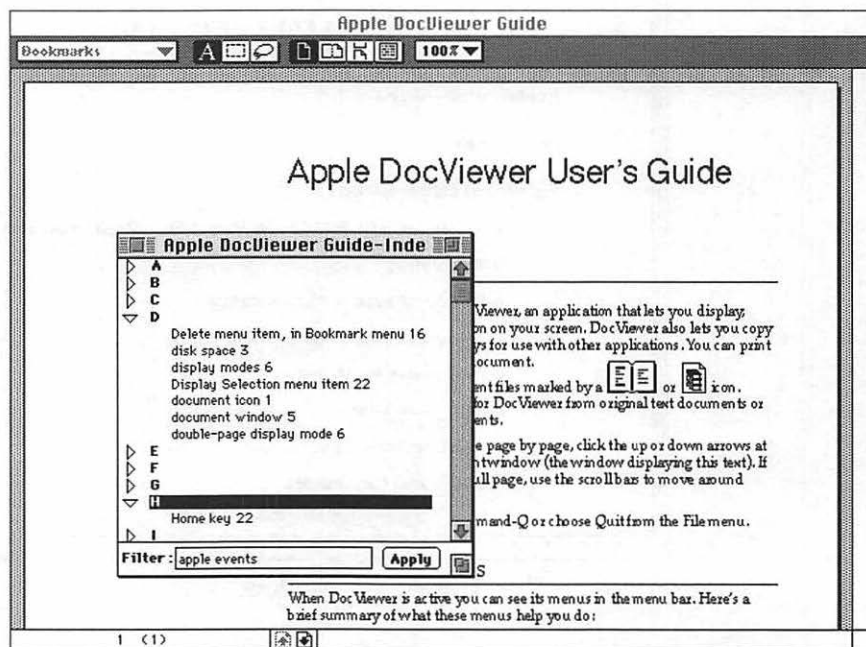 Apple DocViewer Guide
Bookmarks A 100%
Apple DocViewer User's Guide
Apple DocViewer Guide-Inde
A
B
C
D
Delete menu item, in Bookmark menu 16
disk space 3
display modes 6
Display Selection menu item 22
document icon 1
document window 5
double-page display mode 6
E
F
G
H
Home key 22
I
Filter: apple events Apply
Viewer, an application that lets you display,
on on your screen. DocViewer also lets you copy
ys for use with other applications. You can print
ocument.
ent files marked by a or icon.
for DocViewer from original text documents or
ents.
e page by page, click the up or down arrows at
nt window (the window displaying this text). If
ull page, use the scroll bars to move around
mand-Q or choose Quit from the File menu.
s
When DocViewer is active you can see its menus in the menu bar. Here's a
brief summary of what these menus help you do:
1 (1)